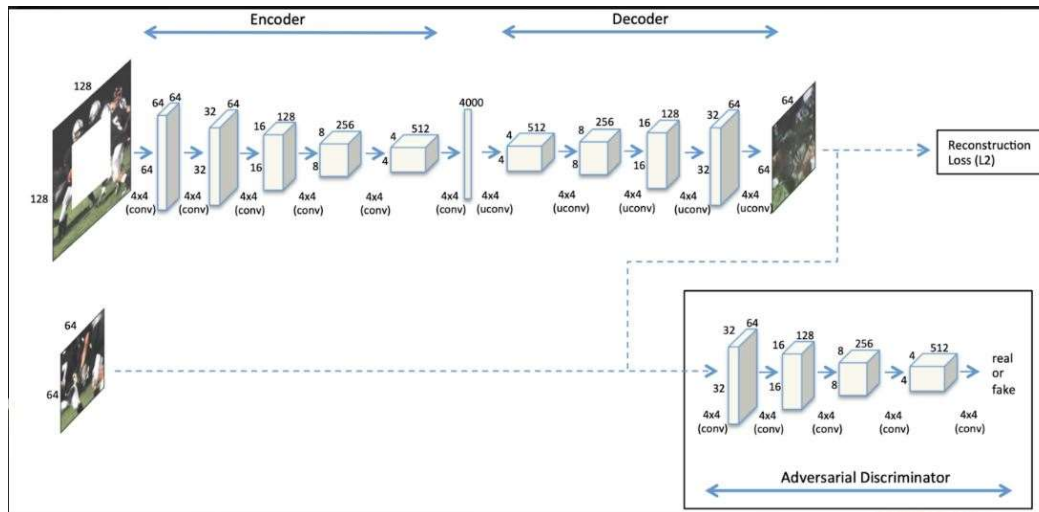 Encoder
Decoder
128
128
64 64
64
4x4
(conv)
32 64
32
4x4
(conv)
16 128
16
4x4
(conv)
8 256
8
4x4
(conv)
4 512
4
4x4
(conv)
4000
4x4
(conv)
4 512
4
4x4
(uconv)
8 256
8
4x4
(uconv)
16 128
16
4x4
(uconv)
32 64
32
4x4
(uconv)
64
64
4x4
(uconv)
Reconstruction
Loss (L2)
64
64
32 64
32
4x4
(conv)
16 128
16
4x4
(conv)
8 256
8
4x4
(conv)
4 512
4
4x4
(conv)
real
or
fake
4x4
(conv)
Adversarial Discriminator